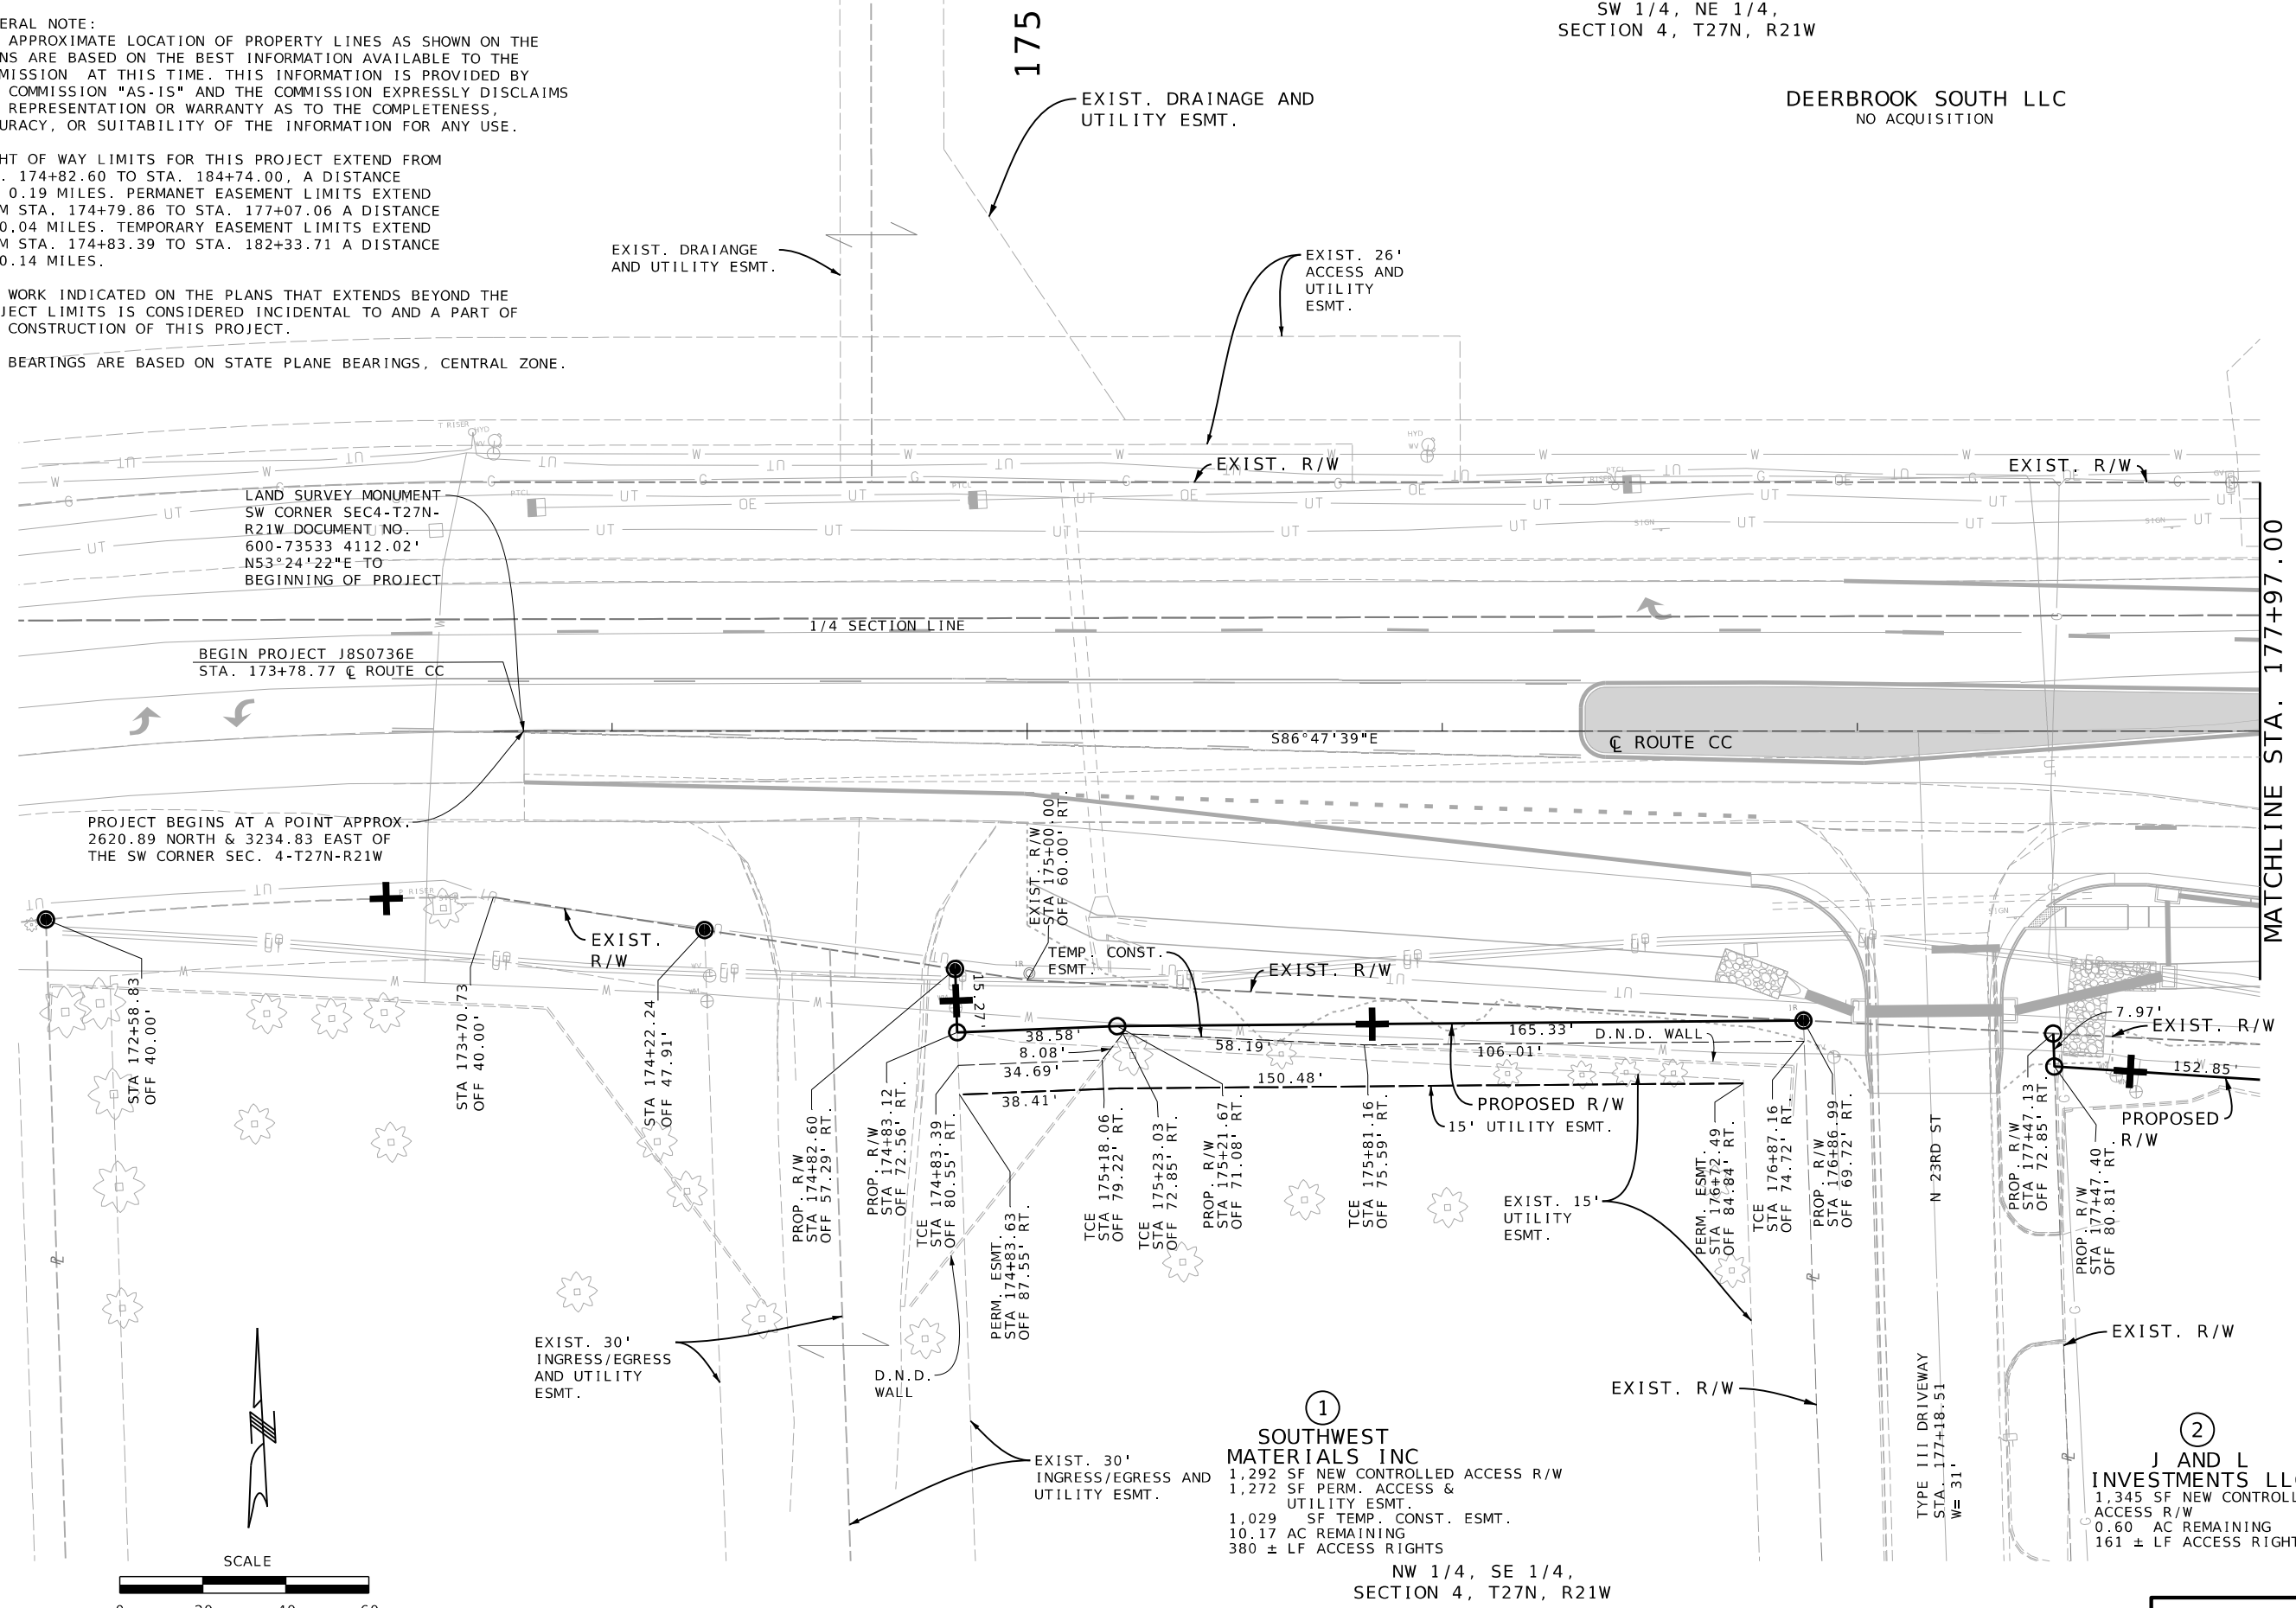 ERAL NOTE:
APPROXIMATE LOCATION OF PROPERTY LINES AS SHOWN ON THE
NS ARE BASED ON THE BEST INFORMATION AVAILABLE TO THE
MISSION AT THIS TIME. THIS INFORMATION IS PROVIDED BY
COMMISSION "AS-IS" AND THE COMMISSION EXPRESSLY DISCLAIMS
REPRESENTATION OR WARRANTY AS TO THE COMPLETENESS,
URACY, OR SUITABILITY OF THE INFORMATION FOR ANY USE.
HT OF WAY LIMITS FOR THIS PROJECT EXTEND FROM
. 174+82.60 TO STA. 184+74.00, A DISTANCE
0.19 MILES. PERMANET EASEMENT LIMITS EXTEND
M STA. 174+79.86 TO STA. 177+07.06 A DISTANCE
0.04 MILES. TEMPORARY EASEMENT LIMITS EXTEND
M STA. 174+83.39 TO STA. 182+33.71 A DISTANCE
0.14 MILES.
WORK INDICATED ON THE PLANS THAT EXTENDS BEYOND THE
JECT LIMITS IS CONSIDERED INCIDENTAL TO AND A PART OF
CONSTRUCTION OF THIS PROJECT.
BEARINGS ARE BASED ON STATE PLANE BEARINGS, CENTRAL ZONE.
175
SW 1/4, NE 1/4,
SECTION 4, T27N, R21W
DEERBROOK SOUTH LLC
NO ACQUISITION
EXIST. DRAINAGE AND
UTILITY ESMT.
EXIST. DRAIANGE
AND UTILITY ESMT.
EXIST. 26'
ACCESS AND
UTILITY
ESMT.
T RISER
HYD
WV
HYD
WV
EXIST. R/W
EXIST. R/W
LAND SURVEY MONUMENT
SW CORNER SEC4-T27N-
R21W DOCUMENT NO.
600-73533 4112.02'
N53°24'22"E TO
BEGINNING OF PROJECT
1/4 SECTION LINE
BEGIN PROJECT J8S0736E
STA. 173+78.77 ℄ ROUTE CC
S86°47'39"E
℄ ROUTE CC
MATCHLINE STA. 177+97.00
PROJECT BEGINS AT A POINT APPROX.
2620.89 NORTH & 3234.83 EAST OF
THE SW CORNER SEC. 4-T27N-R21W
EXIST. R/W
STA 175+00.00
OFF 60.00' RT.
EXIST.
R/W
TEMP. CONST.
ESMT.
EXIST. R/W
15.27'
38.58'
8.08'
34.69'
38.41'
58.19'
165.33'
106.01'
150.48'
D.N.D. WALL
7.97'
EXIST. R/W
152.85'
PROPOSED R/W
15' UTILITY ESMT.
PROPOSED
R/W
STA 172+58.83
OFF 40.00'
STA 173+70.73
OFF 40.00'
STA 174+22.24
OFF 47.91'
PROP. R/W
STA 174+82.60
OFF 57.29' RT.
PROP. R/W
STA 174+83.12
OFF 72.56' RT.
TCE
STA 174+83.39
OFF 80.55' RT.
PERM. ESMT.
STA 174+83.63
OFF 87.55' RT.
TCE
STA 175+18.06
OFF 79.22' RT.
TCE
STA 175+23.03
OFF 72.85' RT.
PROP. R/W
STA 175+21.67
OFF 71.08' RT.
TCE
STA 175+81.16
OFF 75.59' RT.
PERM. ESMT.
STA 176+72.49
OFF 84.84' RT.
TCE
STA 176+87.16
OFF 74.72' RT.
PROP. R/W
STA 176+86.99
OFF 69.72' RT.
N 23RD ST
PROP. R/W
STA 177+47.13
OFF 72.85' RT.
PROP. R/W
STA 177+47.40
OFF 80.81' RT.
EXIST. 15'
UTILITY
ESMT.
EXIST. 30'
INGRESS/EGRESS
AND UTILITY
ESMT.
D.N.D.
WALL
EXIST. R/W
EXIST. R/W
EXIST. 30'
INGRESS/EGRESS AND
UTILITY ESMT.
TYPE III DRIVEWAY
STA. 177+18.51
W= 31'
1
SOUTHWEST
MATERIALS INC
1,292 SF NEW CONTROLLED ACCESS R/W
1,272 SF PERM. ACCESS &
UTILITY ESMT.
1,029 SF TEMP. CONST. ESMT.
10.17 AC REMAINING
380 ± LF ACCESS RIGHTS
NW 1/4, SE 1/4,
SECTION 4, T27N, R21W
2
J AND L
INVESTMENTS LL
1,345 SF NEW CONTROLL
ACCESS R/W
0.60 AC REMAINING
161 ± LF ACCESS RIGHT
SCALE